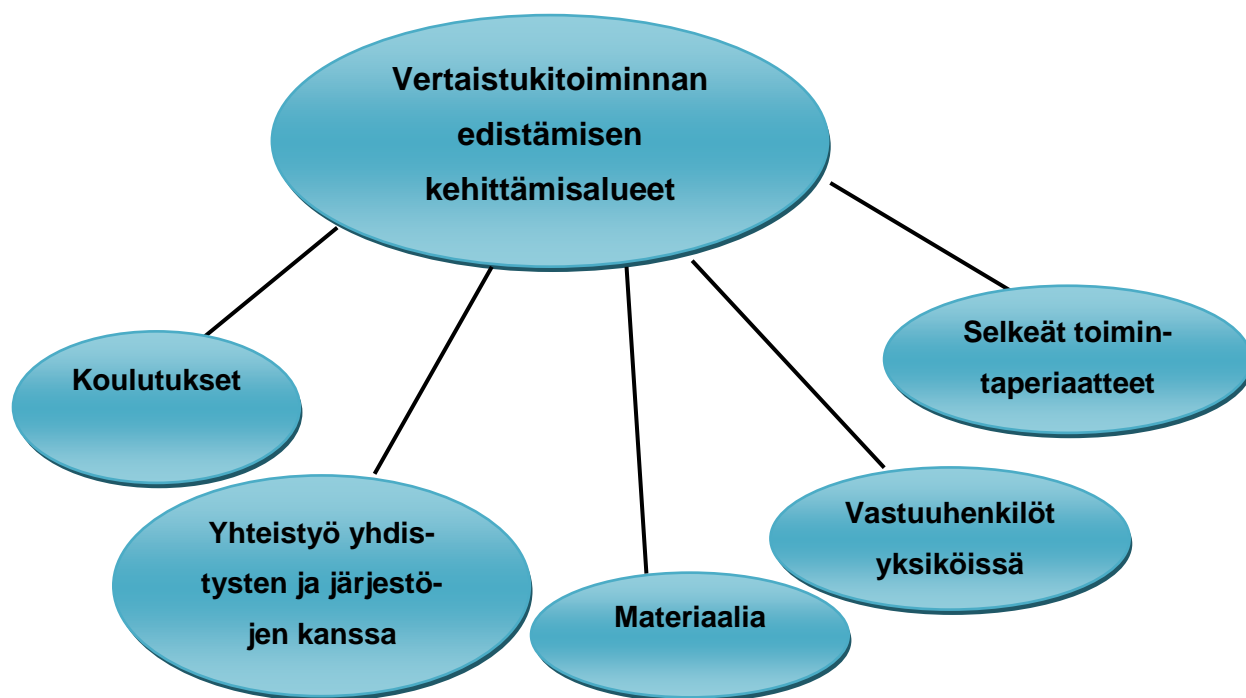 Vertaistukitoiminnan
edistämisen
kehittämisalueet
Koulutukset
Yhteistyö yhdis-
tysten ja järjestö-
jen kanssa
Materiaalia
Vastuuhenkilöt
yksiköissä
Selkeät toimin-
taperiaatteet